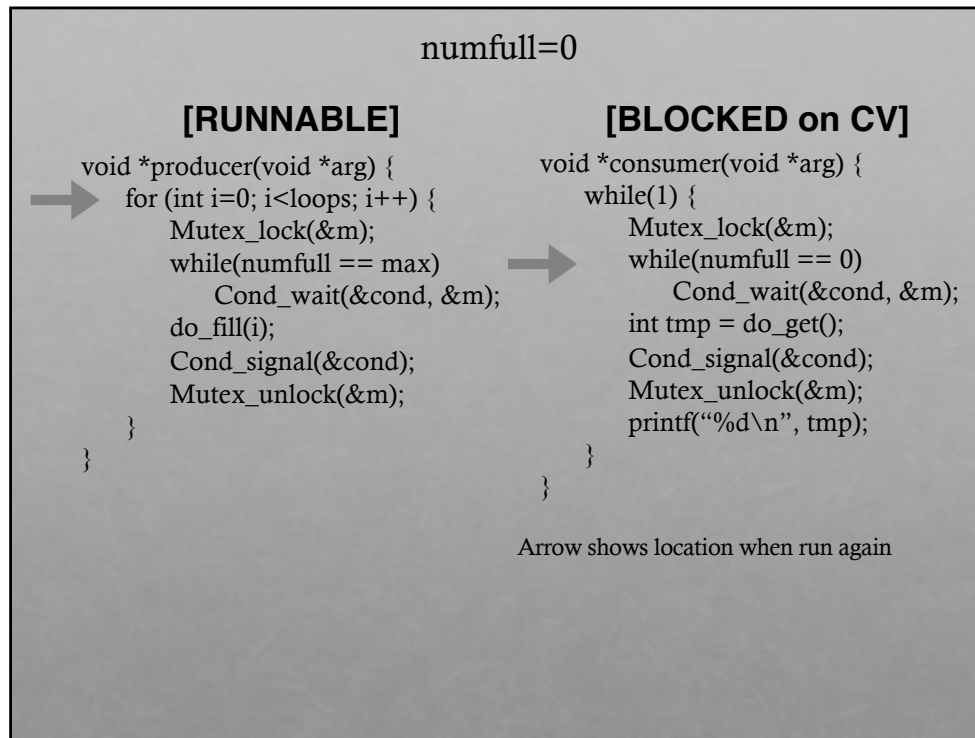 numfull=0
[RUNNABLE]
void *producer(void *arg) {
for (int i=0; i<loops; i++) {
Mutex_lock(&m);
while(numfull == max)
Cond_wait(&cond, &m);
do_fill(i);
Cond_signal(&cond);
Mutex_unlock(&m);
}
}
[BLOCKED on CV]
void *consumer(void *arg) {
while(1) {
Mutex_lock(&m);
while(numfull == 0)
Cond_wait(&cond, &m);
int tmp = do_get();
Cond_signal(&cond);
Mutex_unlock(&m);
printf(“%d\n”, tmp);
}
}
Arrow shows location when run again